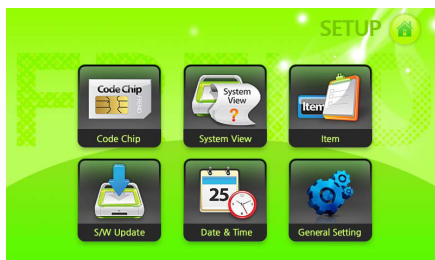 SETUP
Code Chip
System
View
?
Item
Code Chip
System View
Item
25
S/W Update
Date & Time
General Setting